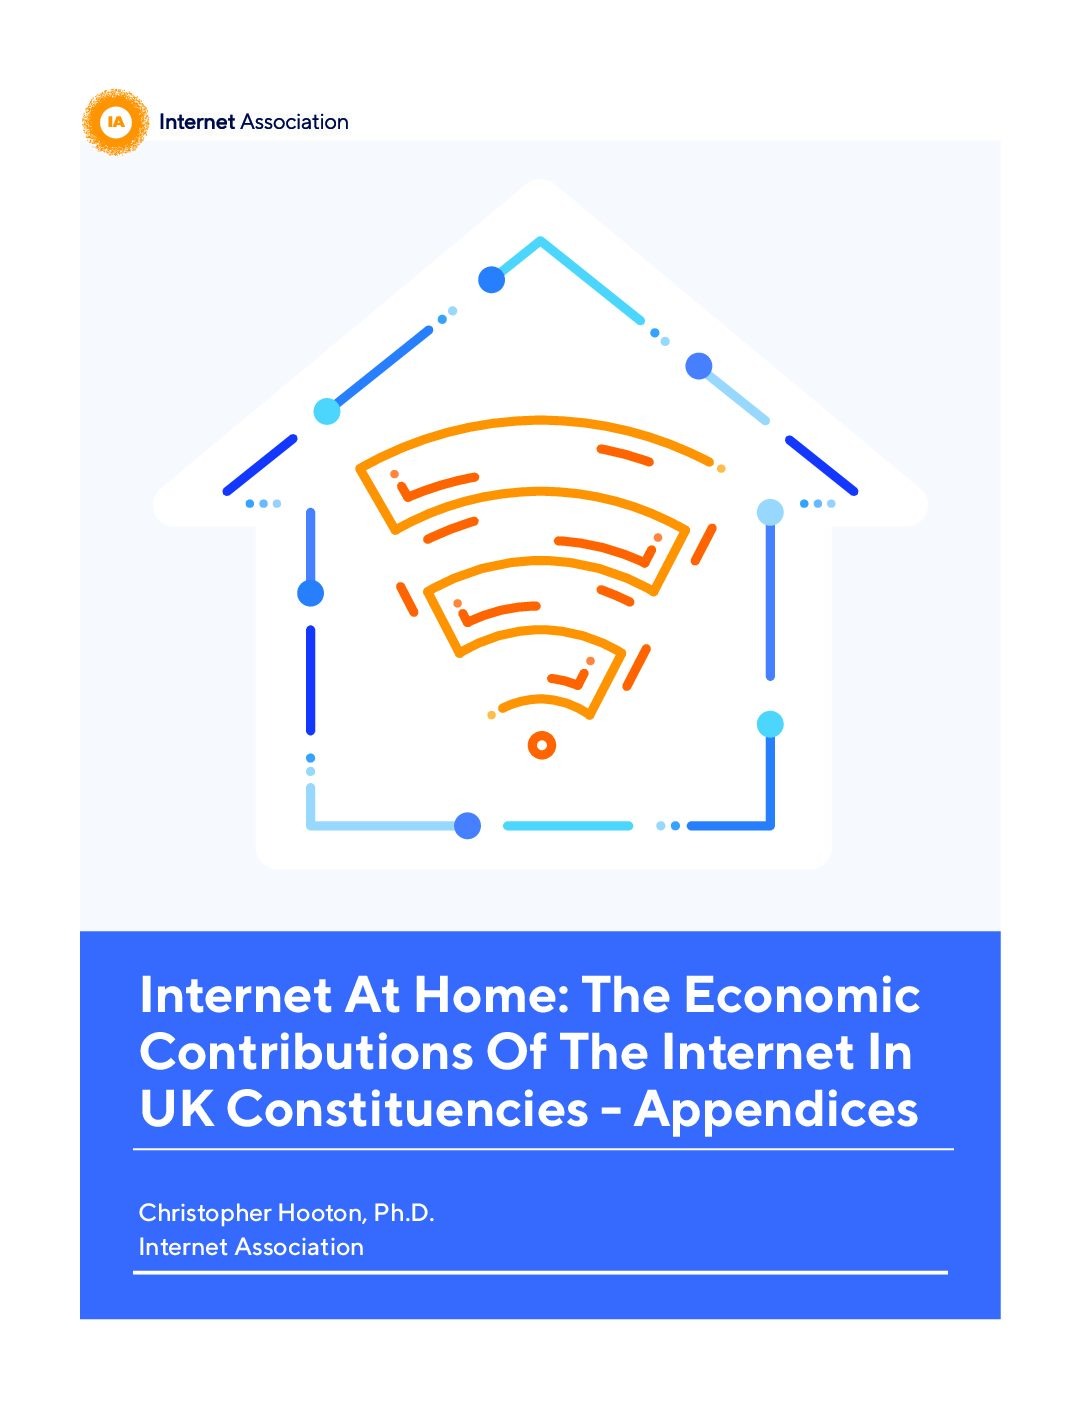 IA
Internet Association
Internet At Home: The Economic
Contributions Of The Internet In
UK Constituencies – Appendices
Christopher Hooton, Ph.D.
Internet Association